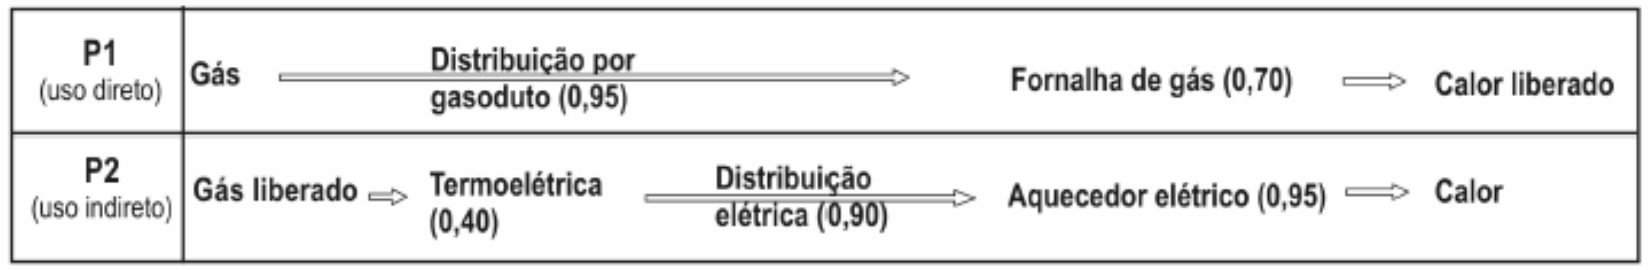 P1
(uso direto)
Gás
Distribuição por
gasoduto (0,95)
Fornalha de gás (0,70)
Calor liberado
P2
(uso indireto)
Gás liberado
Termoelétrica
(0,40)
Distribuição
elétrica (0,90)
Aquecedor elétrico (0,95)
Calor